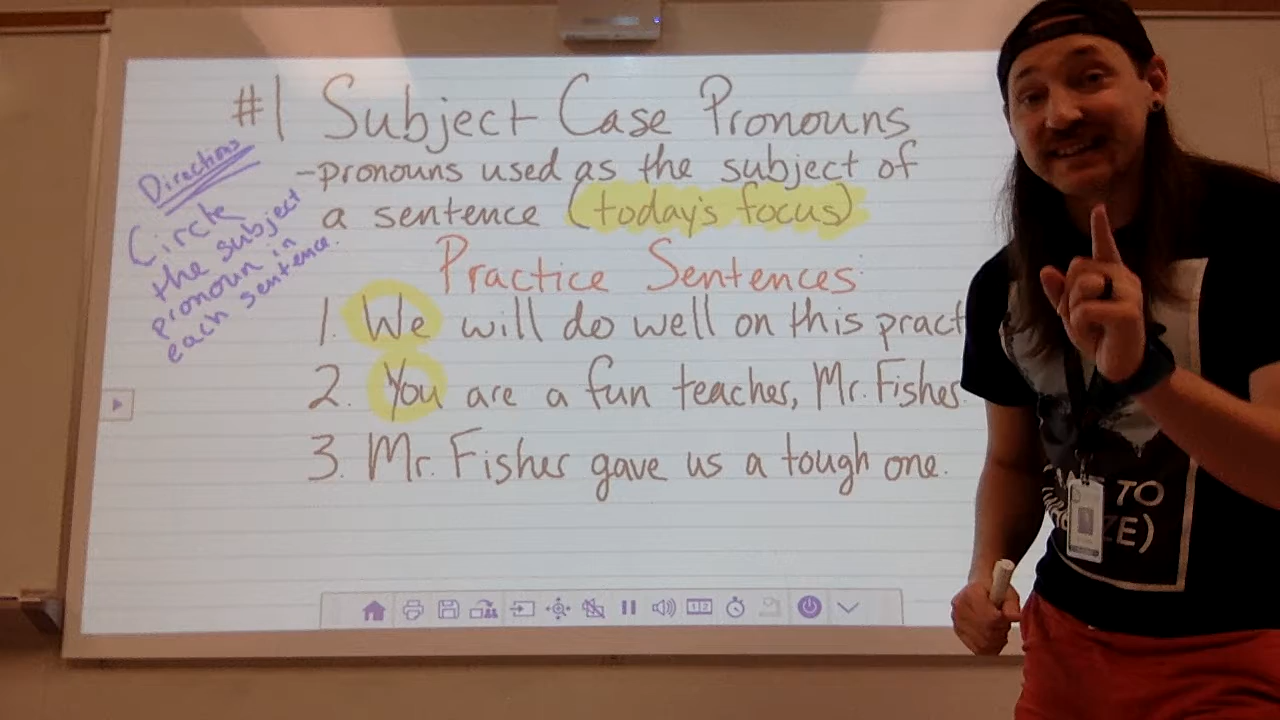 #1 Subject Case Pronouns
-pronouns used as the subject of
a sentence (today's focus)
Directions
Circle
the subject
pronoun in
each sentence.
Practice Sentences:
1. We will do well on this pract
2. You are a fun teacher, Mr. Fisher.
3. Mr. Fisher gave us a tough one.
TO
ZE)